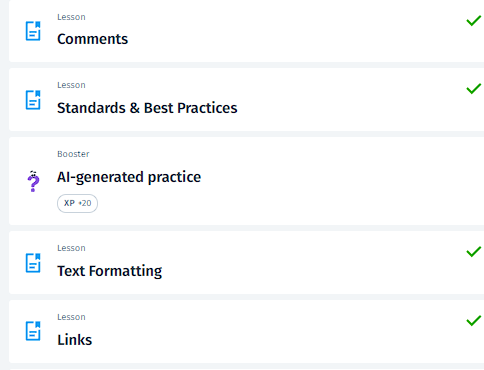 Lesson
Comments
Lesson
Standards & Best Practices
Booster
AI-generated practice
XP +20
Lesson
Text Formatting
Lesson
Links